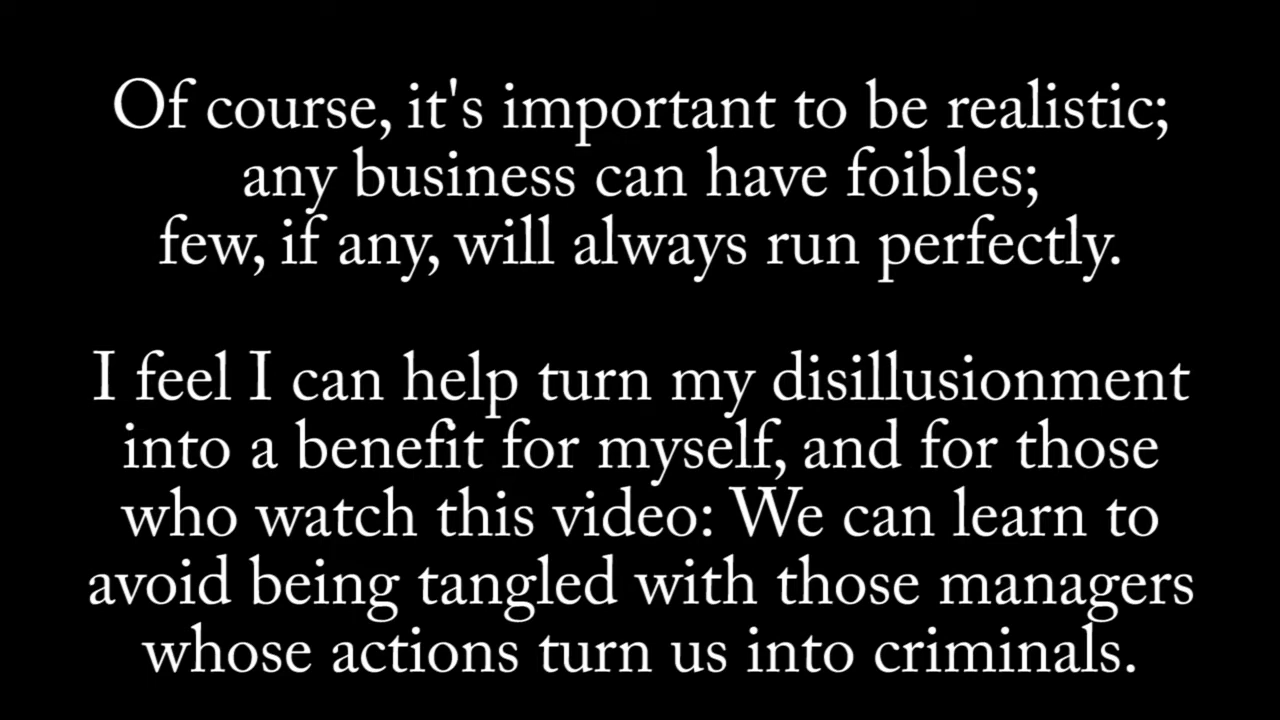 Of course, it's important to be realistic;
any business can have foibles;
few, if any, will always run perfectly.
I feel I can help turn my disillusionment
into a benefit for myself, and for those
who watch this video: We can learn to
avoid being tangled with those managers
whose actions turn us into criminals.